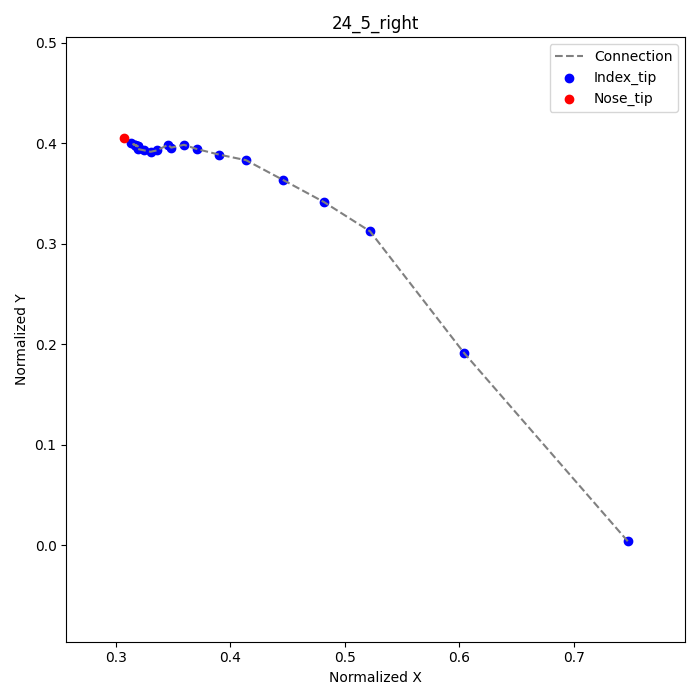 24_5_right
Connection
Index_tip
Nose_tip
0.5
0.4
0.3
0.2
0.1
0.0
Normalized Y
0.3 0.4 0.5 0.6 0.7
Normalized X